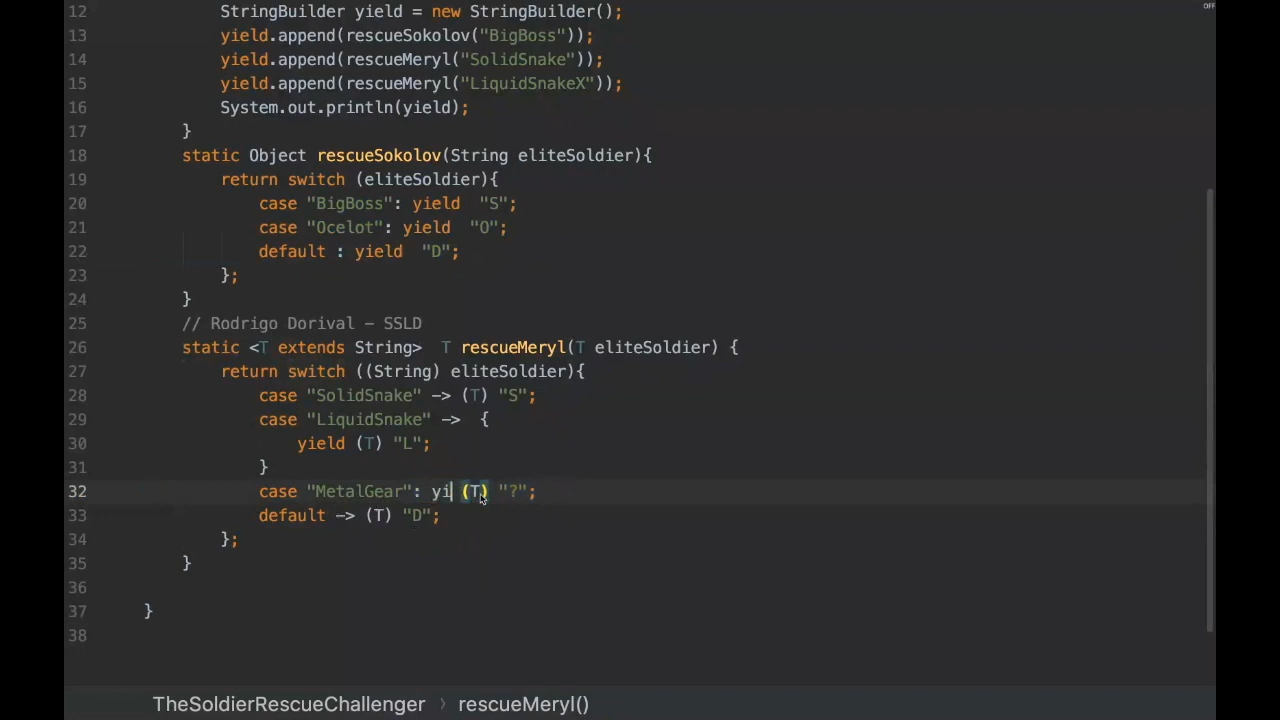 OFF
12 StringBuilder yield = new StringBuilder();
13 yield.append(rescueSokolov("BigBoss"));
14 yield.append(rescueMeryl("SolidSnake"));
15 yield.append(rescueMeryl("LiquidSnakeX"));
16 System.out.println(yield);
17 }
18 static Object rescueSokolov(String eliteSoldier){
19 return switch (eliteSoldier){
20 case "BigBoss": yield  "S";
21 case "Ocelot": yield  "O";
22 default : yield  "D";
23 };
24 }
25 // Rodrigo Dorival - SSLD
26 static <T extends String>  T rescueMeryl(T eliteSoldier) {
27 return switch ((String) eliteSoldier){
28 case "SolidSnake" -> (T) "S";
29 case "LiquidSnake" ->  {
30 yield (T) "L";
31 }
32 case "MetalGear": yi (T) "?";
33 default -> (T) "D";
34 };
35 }
36
37 }
38
TheSoldierRescueChallenger › rescueMeryl()